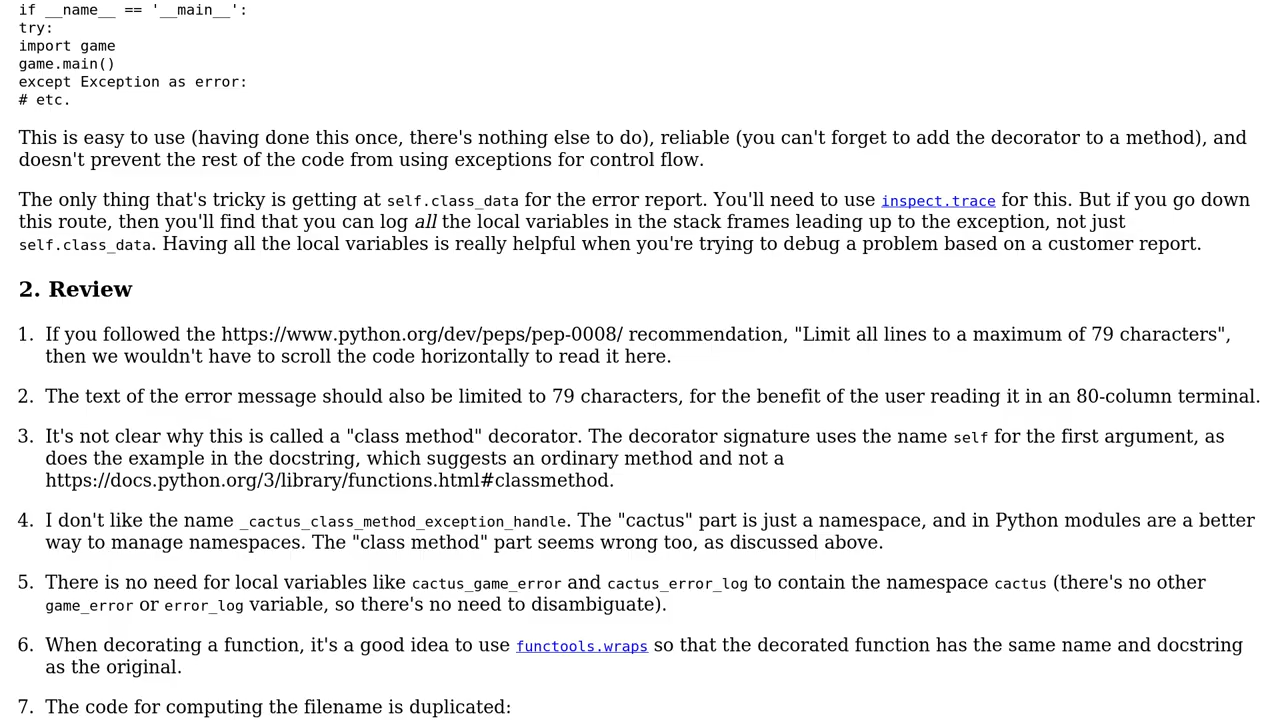 if __name__ == '__main__':
try:
import game
game.main()
except Exception as error:
# etc.
This is easy to use (having done this once, there's nothing else to do), reliable (you can't forget to add the decorator to a method), and
doesn't prevent the rest of the code from using exceptions for control flow.
The only thing that's tricky is getting at self.class_data for the error report. You'll need to use inspect.trace for this. But if you go down
this route, then you'll find that you can log all the local variables in the stack frames leading up to the exception, not just
self.class_data. Having all the local variables is really helpful when you're trying to debug a problem based on a customer report.
2. Review
1. If you followed the https://www.python.org/dev/peps/pep-0008/ recommendation, "Limit all lines to a maximum of 79 characters",
then we wouldn't have to scroll the code horizontally to read it here.
2. The text of the error message should also be limited to 79 characters, for the benefit of the user reading it in an 80-column terminal.
3. It's not clear why this is called a "class method" decorator. The decorator signature uses the name self for the first argument, as
does the example in the docstring, which suggests an ordinary method and not a
https://docs.python.org/3/library/functions.html#classmethod.
4. I don't like the name _cactus_class_method_exception_handle. The "cactus" part is just a namespace, and in Python modules are a better
way to manage namespaces. The "class method" part seems wrong too, as discussed above.
5. There is no need for local variables like cactus_game_error and cactus_error_log to contain the namespace cactus (there's no other
game_error or error_log variable, so there's no need to disambiguate).
6. When decorating a function, it's a good idea to use functools.wraps so that the decorated function has the same name and docstring
as the original.
7. The code for computing the filename is duplicated: